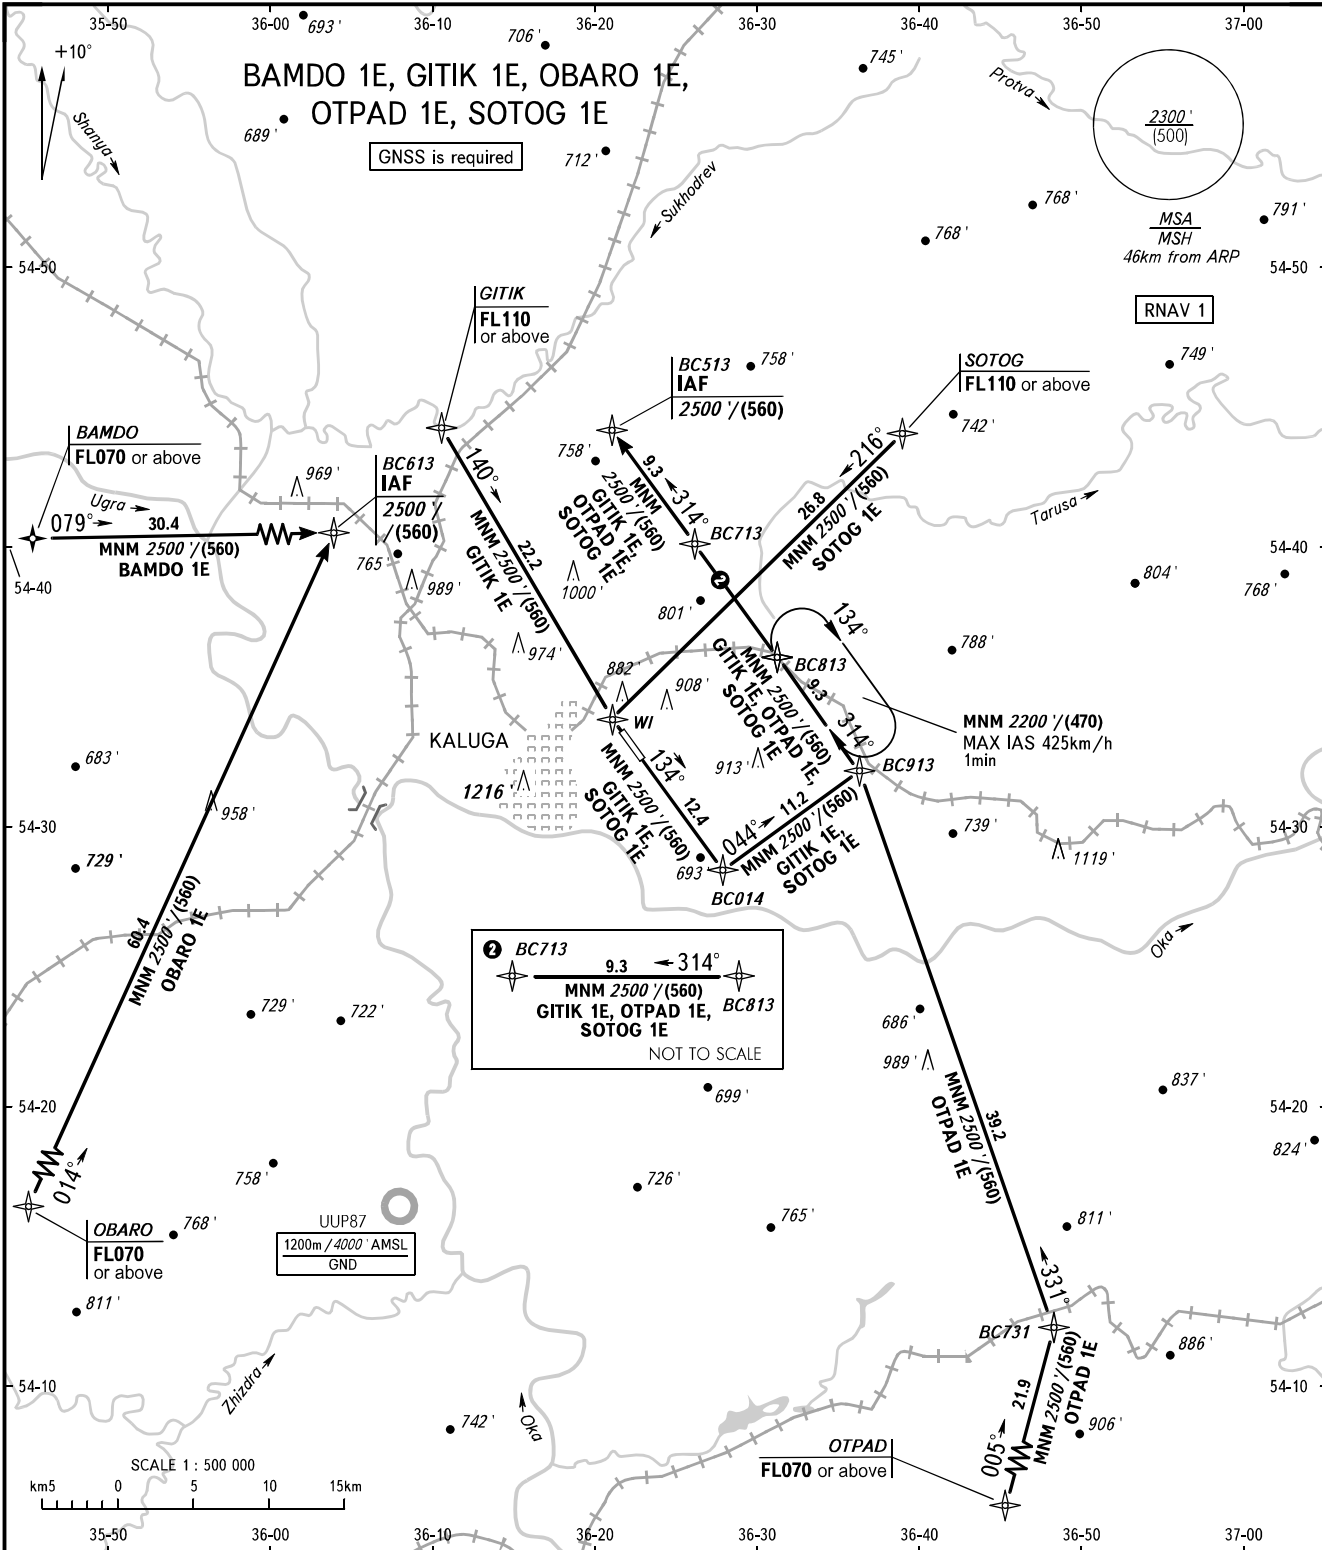 35-50
36-00
36-10
36-20
36-30
36-40
36-50
37-00
+10°
693'
706'
745'
BAMDO 1E, GITIK 1E, OBARO 1E,
OTPAD 1E, SOTOG 1E
GNSS is required
689'
712'
Shanya
Sukhodrev
Protva
2300'
(500)
MSA
MSH
46km from ARP
768'
768'
791'
54-50
54-50
RNAV 1
GITIK
FL110
or above
BC513
IAF
2500'/(560)
758'
SOTOG
FL110 or above
749'
742'
BAMDO
FL070 or above
969'
BC613
IAF
2500'/
/(560)
Ugra
079°
30.4
MNM 2500'/(560)
BAMDO 1E
765'
989'
54-40
54-40
140°
22.2
MNM 2500'/(560)
GITIK 1E
758'
9.3
314°
MNM
2500'/(560)
GITIK 1E,
OTPAD 1E,
SOTOG 1E
BC713
2
216°
26.8
MNM 2500'/(560)
SOTOG 1E
Tarusa
804'
768'
1000'
801'
974'
882'
908'
134°
788'
BC813
9.3
MNM 2500'/(560)
GITIK 1E, OTPAD 1E,
SOTOG 1E
314°
MNM 2200'/(470)
MAX IAS 425km/h
1min
WI
KALUGA
1216'
913'
BC913
134°
12.4
MNM 2500'/(560)
GITIK 1E,
SOTOG 1E
044°
11.2
MNM 2500'/(560)
GITIK 1E,
SOTOG 1E
693'
BC014
683'
958'
54-30
54-30
739'
1119'
729'
60.4
MNM 2500'/(560)
OBARO 1E
Oka
2
BC713
9.3
314°
MNM 2500'/(560)
GITIK 1E, OTPAD 1E,
SOTOG 1E
BC813
NOT TO SCALE
729'
722'
686'
989'
699'
837'
54-20
54-20
824'
39.2
MNM 2500'/(560)
OTPAD 1E
758'
726'
014°
UUP87
1200m/4000'AMSL
GND
OBARO
FL070
or above
768'
765'
811'
811'
331°
BC731
886'
54-10
54-10
Zhizdra
Oka
742'
21.9
MNM 2500'/(560)
OTPAD 1E
005°
906'
OTPAD
FL070 or above
SCALE 1 : 500 000
km5
0
5
10
15km
35-50
36-00
36-10
36-20
36-30
36-40
36-50
37-00